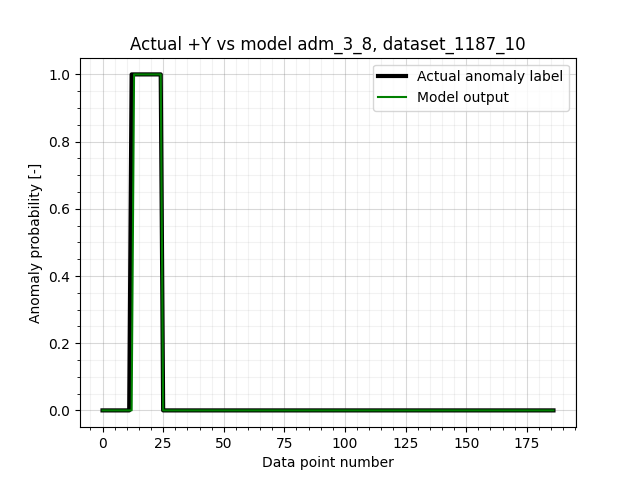 Actual +Y vs model adm_3_8, dataset_1187_10
Actual anomaly label
Model output
1.0
0.8
0.6
0.4
0.2
0.0
Anomaly probability [-]
0 25 50 75 100 125 150 175
Data point number